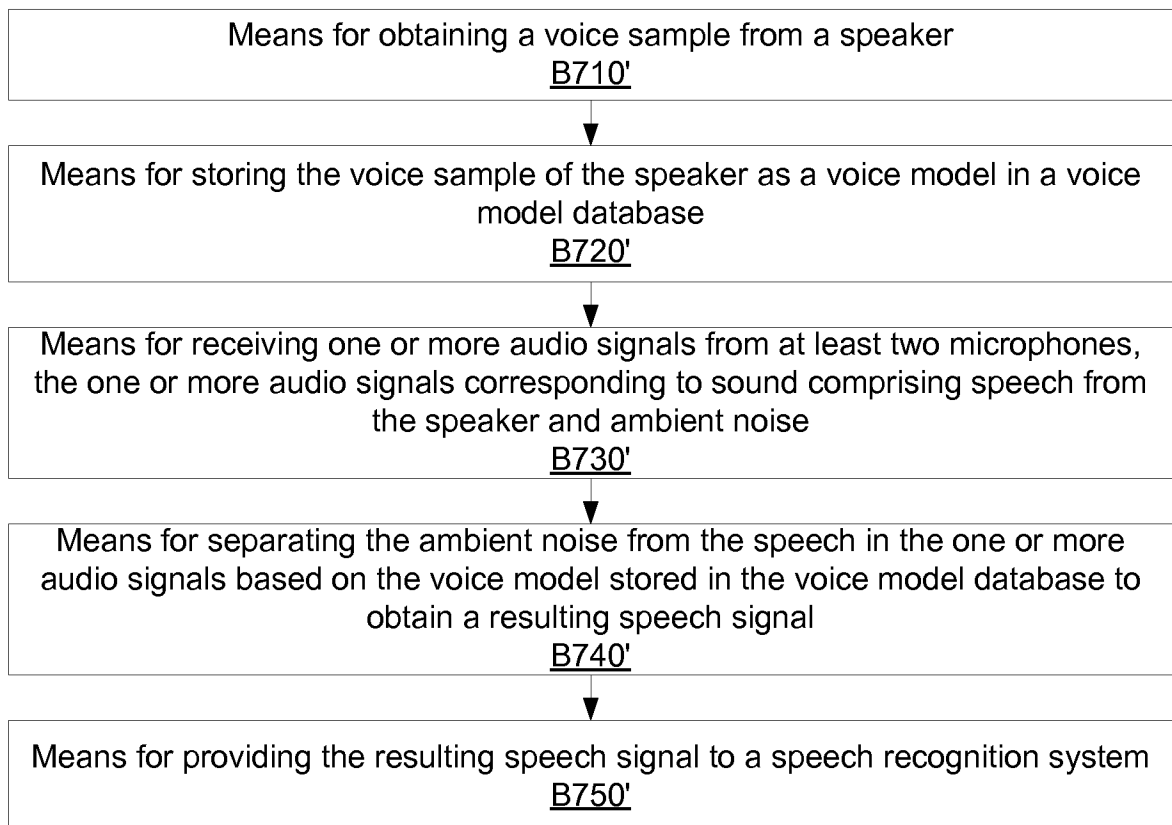 Means for obtaining a voice sample from a speaker
B710'
Means for storing the voice sample of the speaker as a voice model in a voice
model database
B720'
Means for receiving one or more audio signals from at least two microphones,
the one or more audio signals corresponding to sound comprising speech from
the speaker and ambient noise
B730'
Means for separating the ambient noise from the speech in the one or more
audio signals based on the voice model stored in the voice model database to
obtain a resulting speech signal
B740'
Means for providing the resulting speech signal to a speech recognition system
B750'